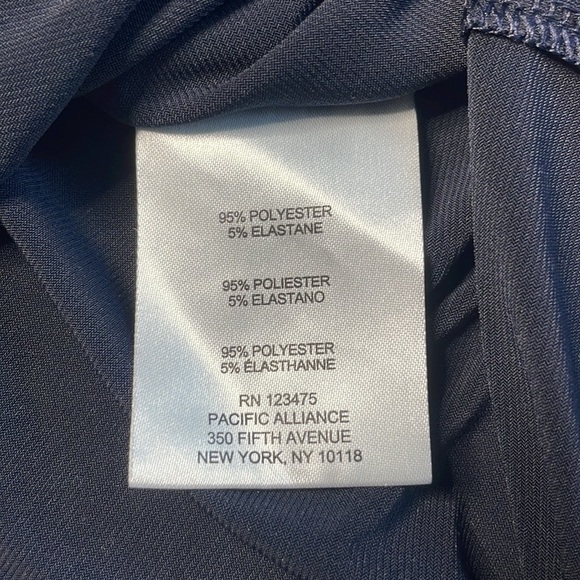 95% POLYESTER
5% ELASTANE
95% POLIESTER
5% ELASTANO
95% POLYESTER
5% ÉLASTHANNE
RN 123475
PACIFIC ALLIANCE
350 FIFTH AVENUE
NEW YORK, NY 10118